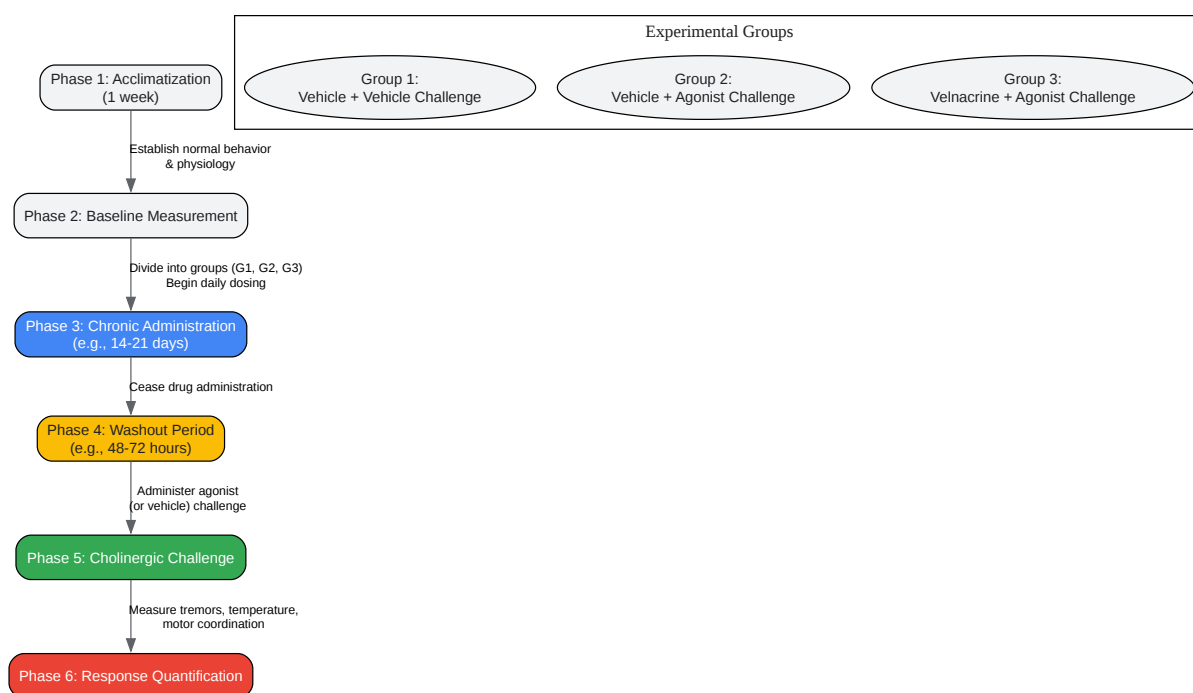 Experimental Groups
Group 1:
Vehicle + Vehicle Challenge
Group 2:
Vehicle + Agonist Challenge
Group 3:
Velnacrine + Agonist Challenge
Phase 1: Acclimatization
(1 week)
Establish normal behavior
& physiology
Phase 2: Baseline Measurement
Divide into groups (G1, G2, G3)
Begin daily dosing
Phase 3: Chronic Administration
(e.g., 14-21 days)
Cease drug administration
Phase 4: Washout Period
(e.g., 48-72 hours)
Administer agonist
(or vehicle) challenge
Phase 5: Cholinergic Challenge
Measure tremors, temperature,
motor coordination
Phase 6: Response Quantification